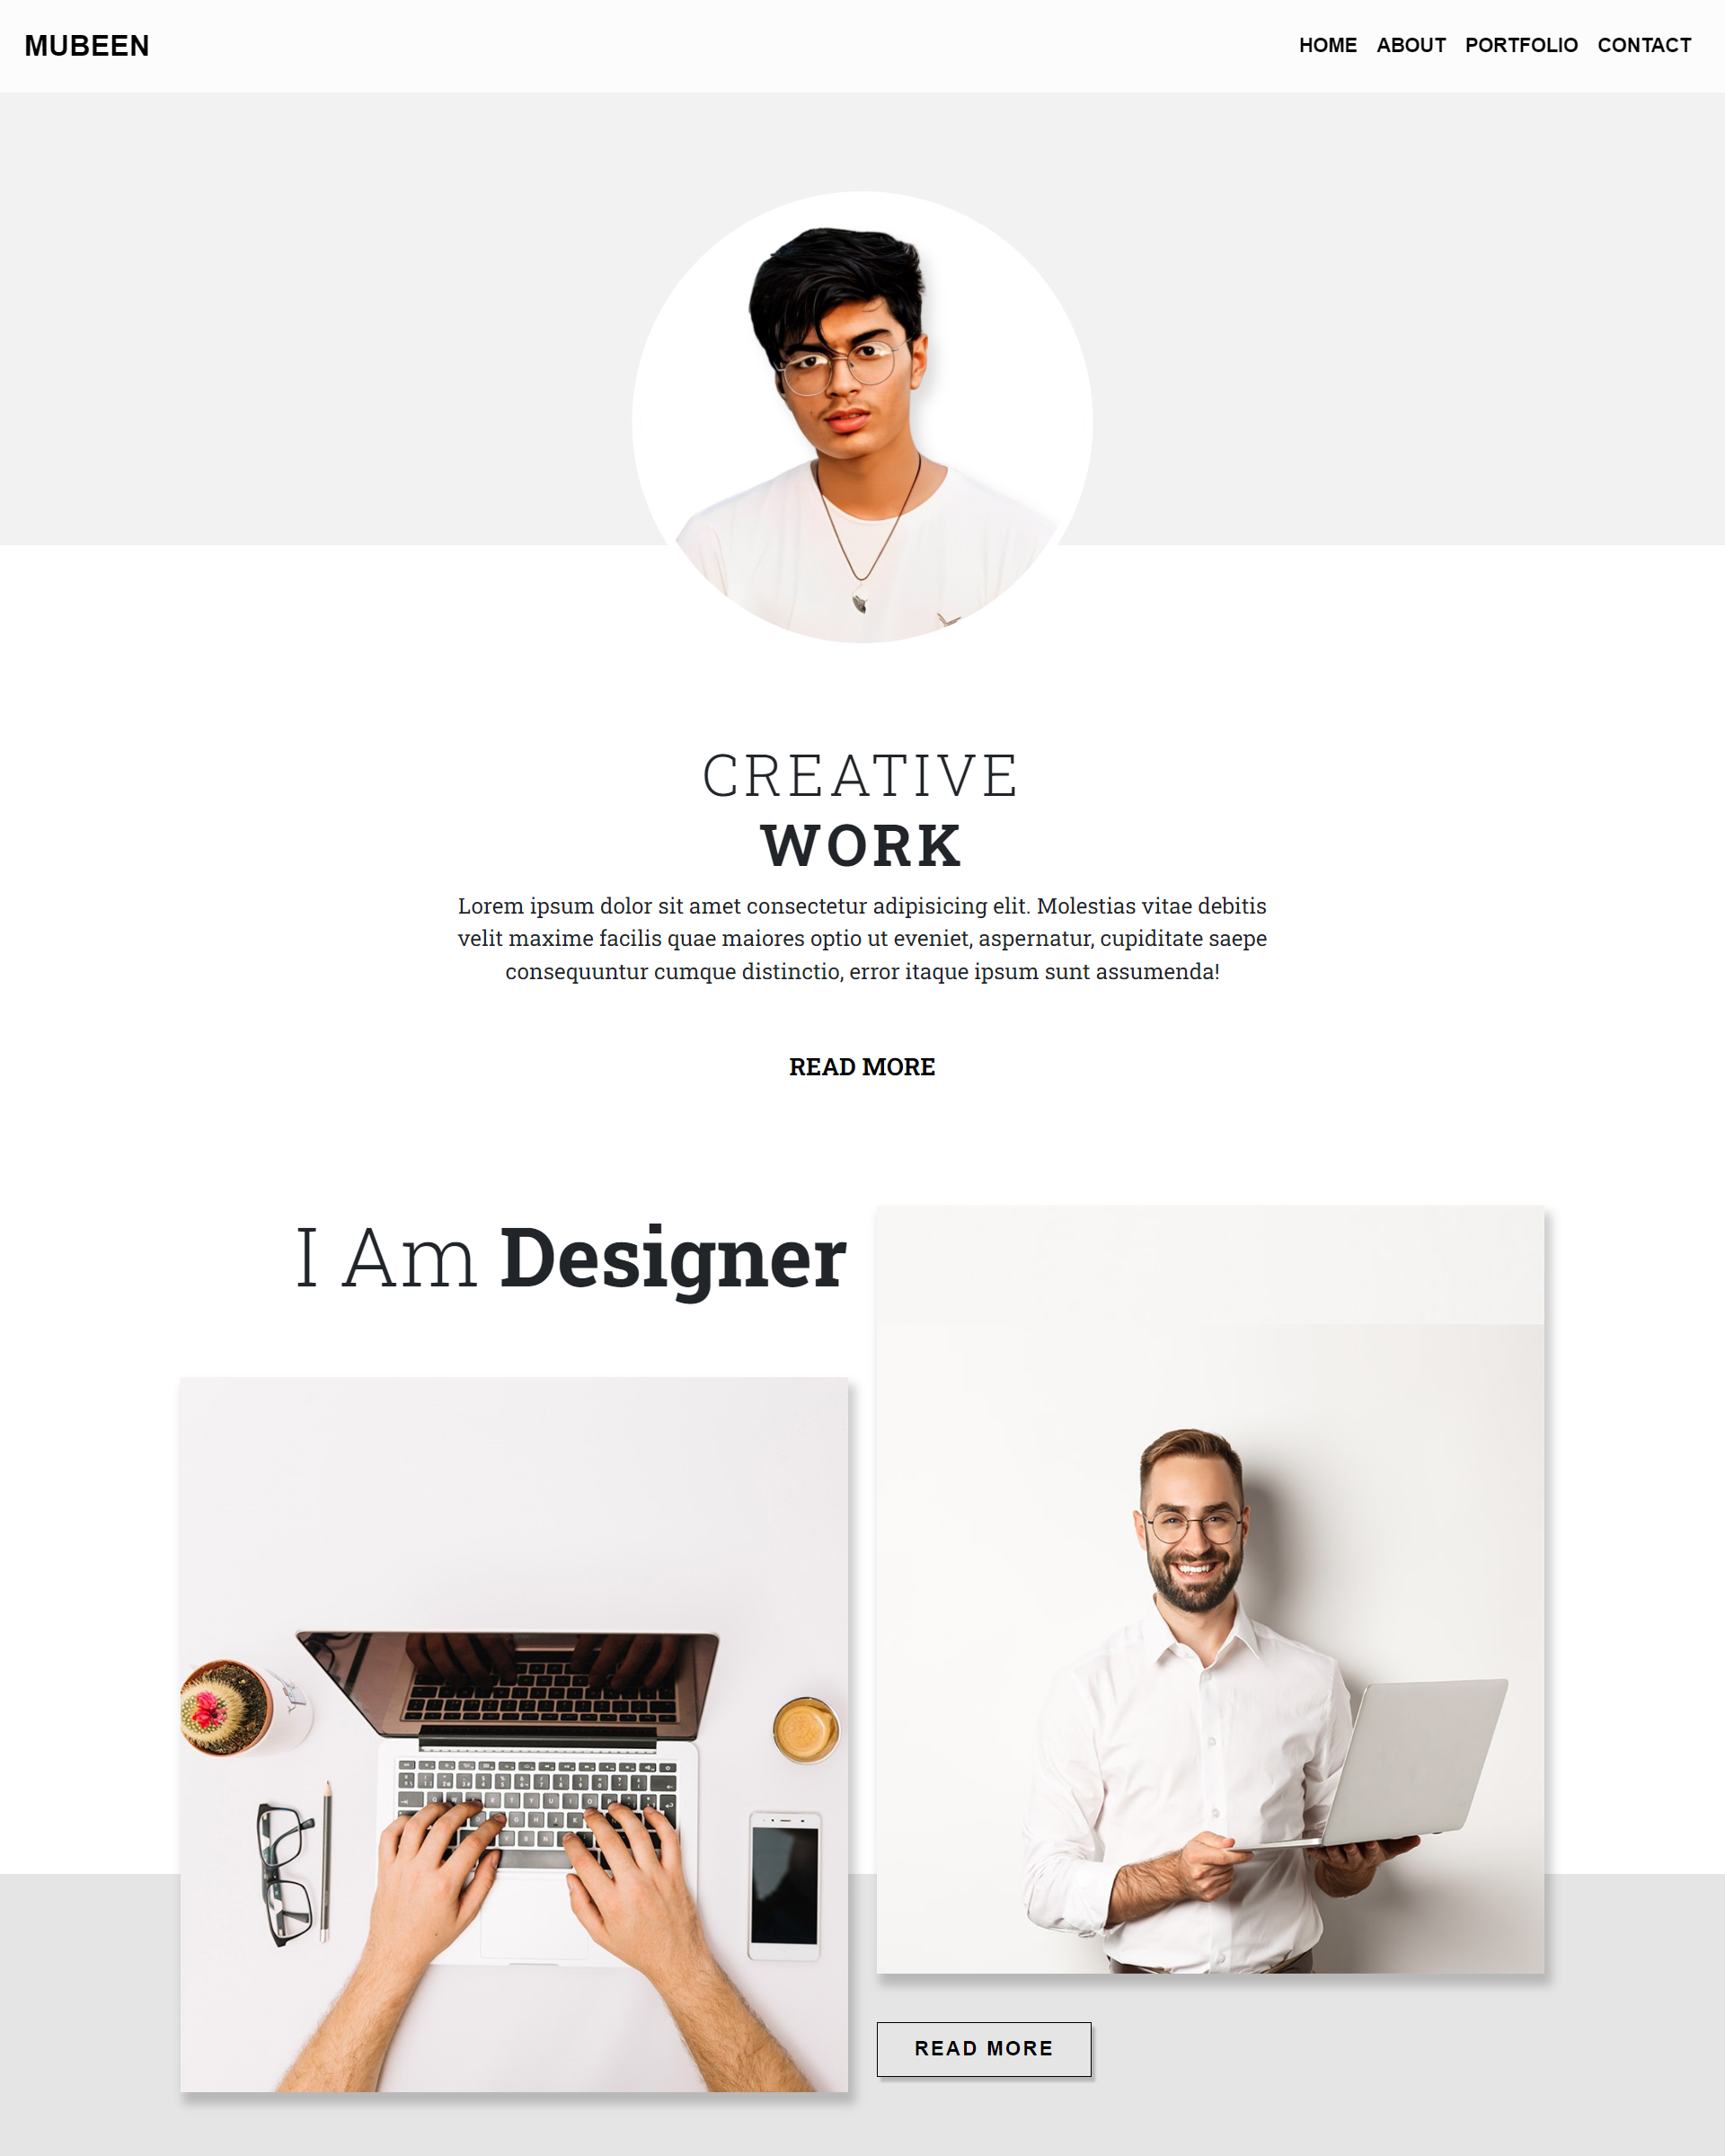 MUBEEN
HOME ABOUT PORTFOLIO CONTACT
CREATIVE
WORK
Lorem ipsum dolor sit amet consectetur adipisicing elit. Molestias vitae debitis
velit maxime facilis quae maiores optio ut eveniet, aspernatur, cupiditate saepe
consequuntur cumque distinctio, error itaque ipsum sunt assumenda!
READ MORE
I Am Designer
READ MORE